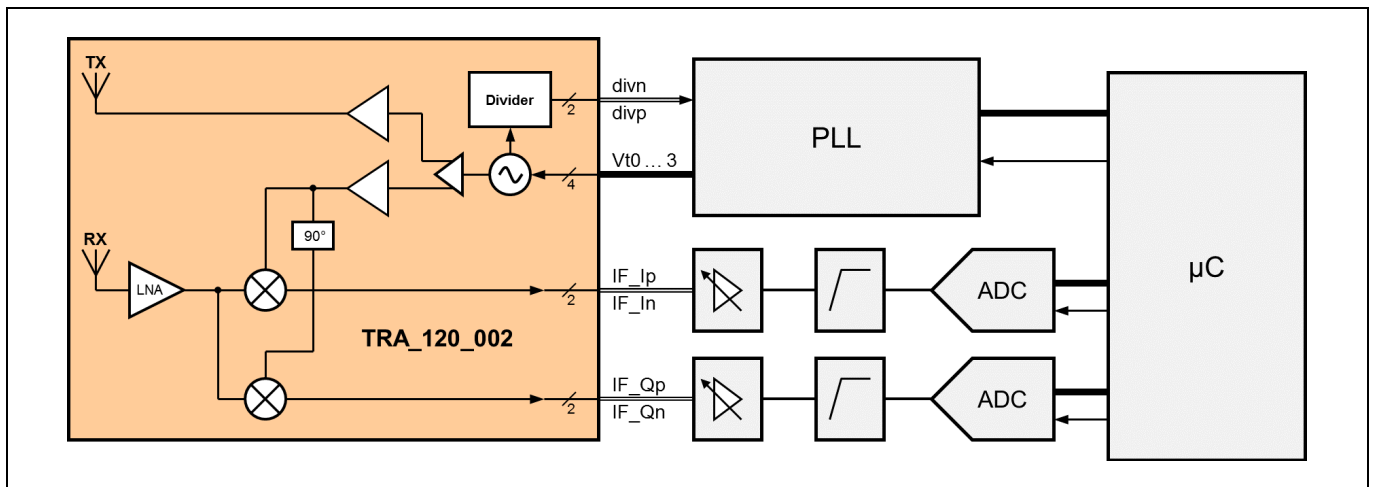 TX
Divider
2
divn
divp
PLL
Vt0 ... 3
4
µC
90°
RX
LNA
IF_Ip
2
IF_In
ADC
TRA_120_002
IF_Qp
2
IF_Qn
ADC